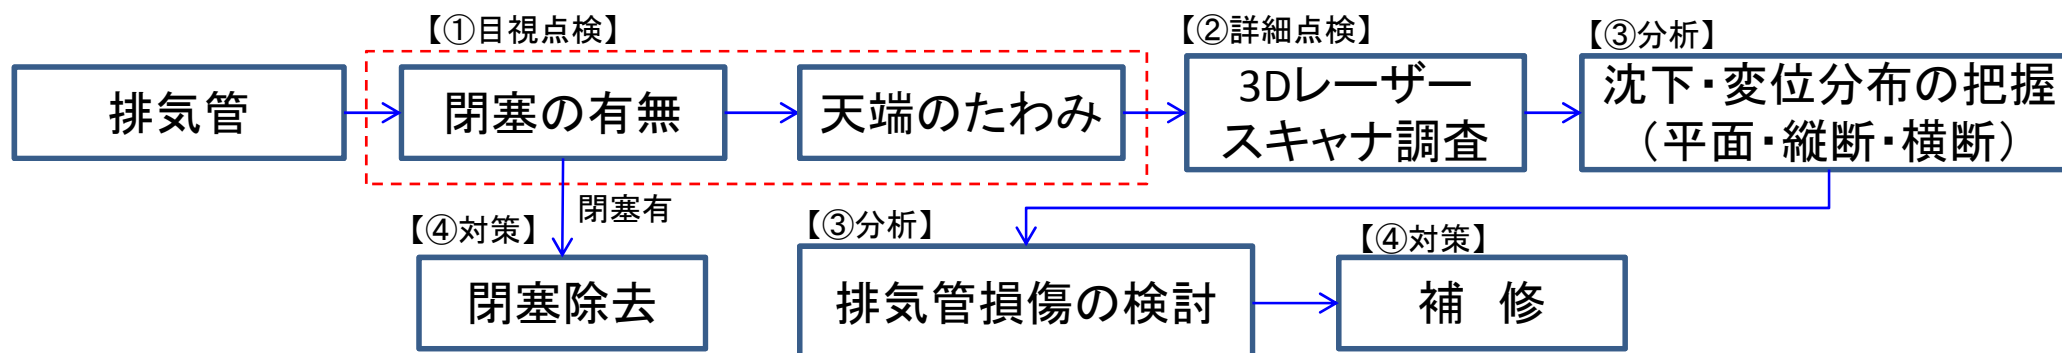 【①目視点検】
【②詳細点検】
【③分析】
排気管
閉塞の有無
天端のたわみ
3Dレーザー
スキャナ調査
沈下・変位分布の把握
（平面・縦断・横断）
閉塞有
【④対策】
閉塞除去
【③分析】
排気管損傷の検討
【④対策】
補　修